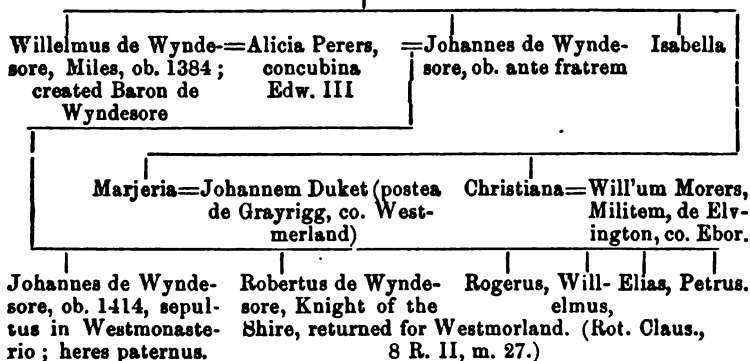 Willelmus de Wynde-=Alicia Perers, =Johannes de Wynde- Isabella
sore, Miles, ob. 1384; concubina sore, ob. ante fratrem
created Baron de Edw. III
Wyndesore
Marjeria=Johannem Duket (postea Christiana=Will'um Morers,
de Grayrigg, co. West- Militem, de Elv-
merland) ington, co. Ebor.
Johannes de Wynde- Robertus de Wynde- Rogerus, Will- Elias, Petrus.
sore, ob. 1414, sepul- sore, Knight of the elmus,
tus in Westmonaste- Shire, returned for Westmorland. (Rot. Claus.,
rio; heres paternus. 8 R. II, m. 27.)